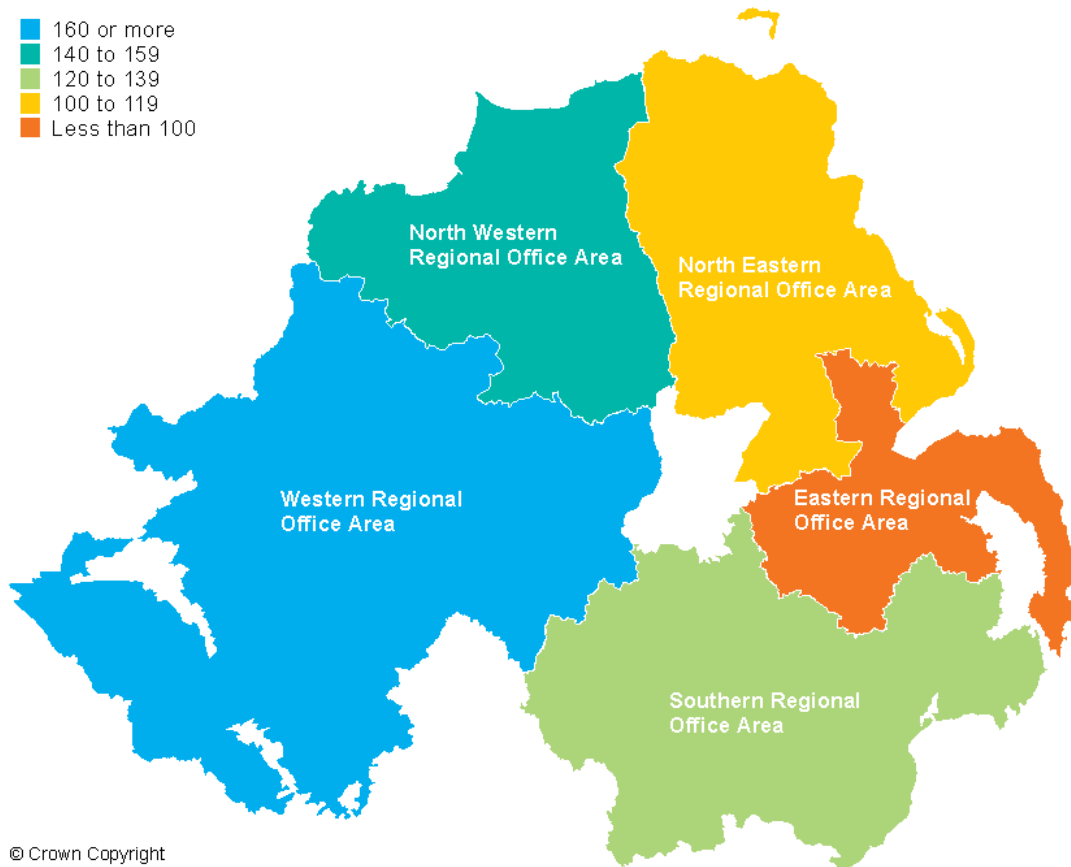 160 or more
140 to 159
120 to 139
100 to 119
Less than 100
North Western
Regional Office Area
North Eastern
Regional Office Area
Western Regional
Office Area
Eastern Regional
Office Area
Southern Regional
Office Area
© Crown Copyright